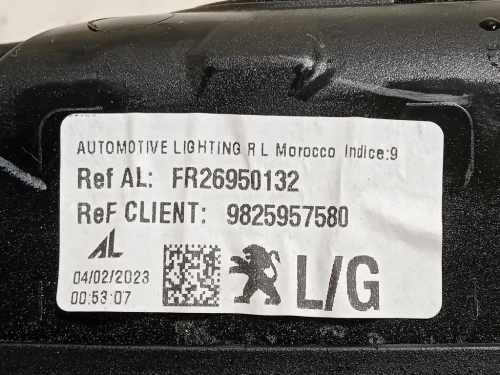 AUTOMOTIVE LIGHTING R L Morocco Indice:9
Ref AL: FR26950132
Ref CLIENT: 9825957580
AL
04/02/2023
00:53:07
L/G